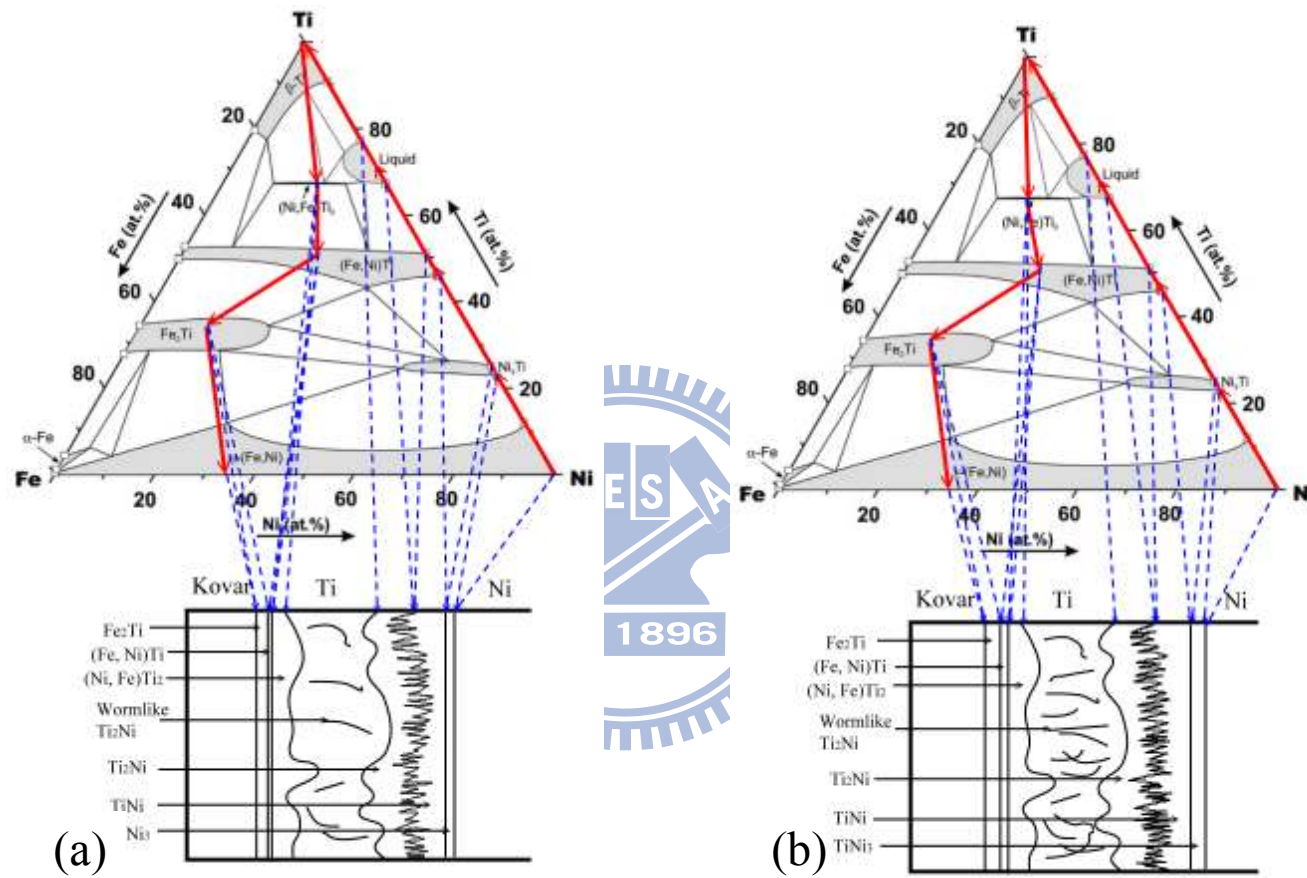 Ti
β-T
20
80
Liquid
Fe (at.%)
40
60
Ti (at.%)
(Ni,Fe)Ti₂
(Fe,Ni)T
60
40
Fe₂Ti
80
Ni₃Ti
20
α-Fe
(Fe,Ni)
Fe
Ni
20
40
60
80
Ni (at.%)
Kovar
Ti
Ni
Fe₂Ti
(Fe, Ni)Ti
(Ni, Fe)Ti₂
Wormlike
Ti₂Ni
Ti₂Ni
TiNi
Ni₃
(a)
E S A
1896
Ti
β-T
20
80
Liquid
Fe (at.%)
40
60
Ti (at.%)
(Ni,Fe)Ti₂
(Fe,Ni)T
60
40
Fe₂Ti
80
Ni₃Ti
20
α-Fe
(Fe,Ni)
Fe
N
20
40
60
80
Ni (at.%)
Kovar
Ti
Ni
Fe₂Ti
(Fe, Ni)Ti
(Ni, Fe)Ti₂
Wormlike
Ti₂Ni
Ti₂Ni
TiNi
TiNi₃
(b)